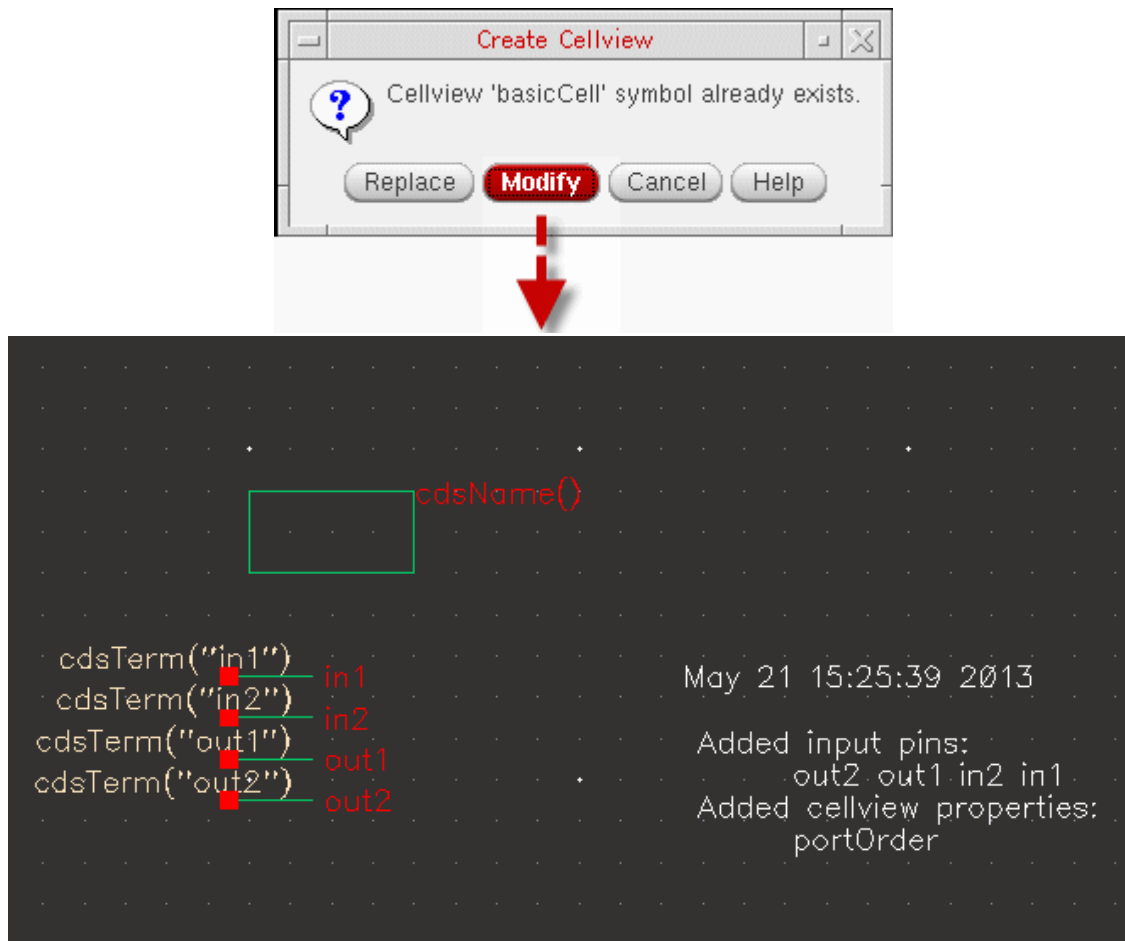 Create Cellview
Cellview 'basicCell' symbol already exists.
Replace Modify Cancel Help
cdsName()
cdsTerm("in1") in1
cdsTerm("in2") in2
cdsTerm("out1") out1
cdsTerm("out2") out2
May 21 15:25:39 2013
Added input pins:
out2 out1 in2 in1
Added cellview properties:
portOrder